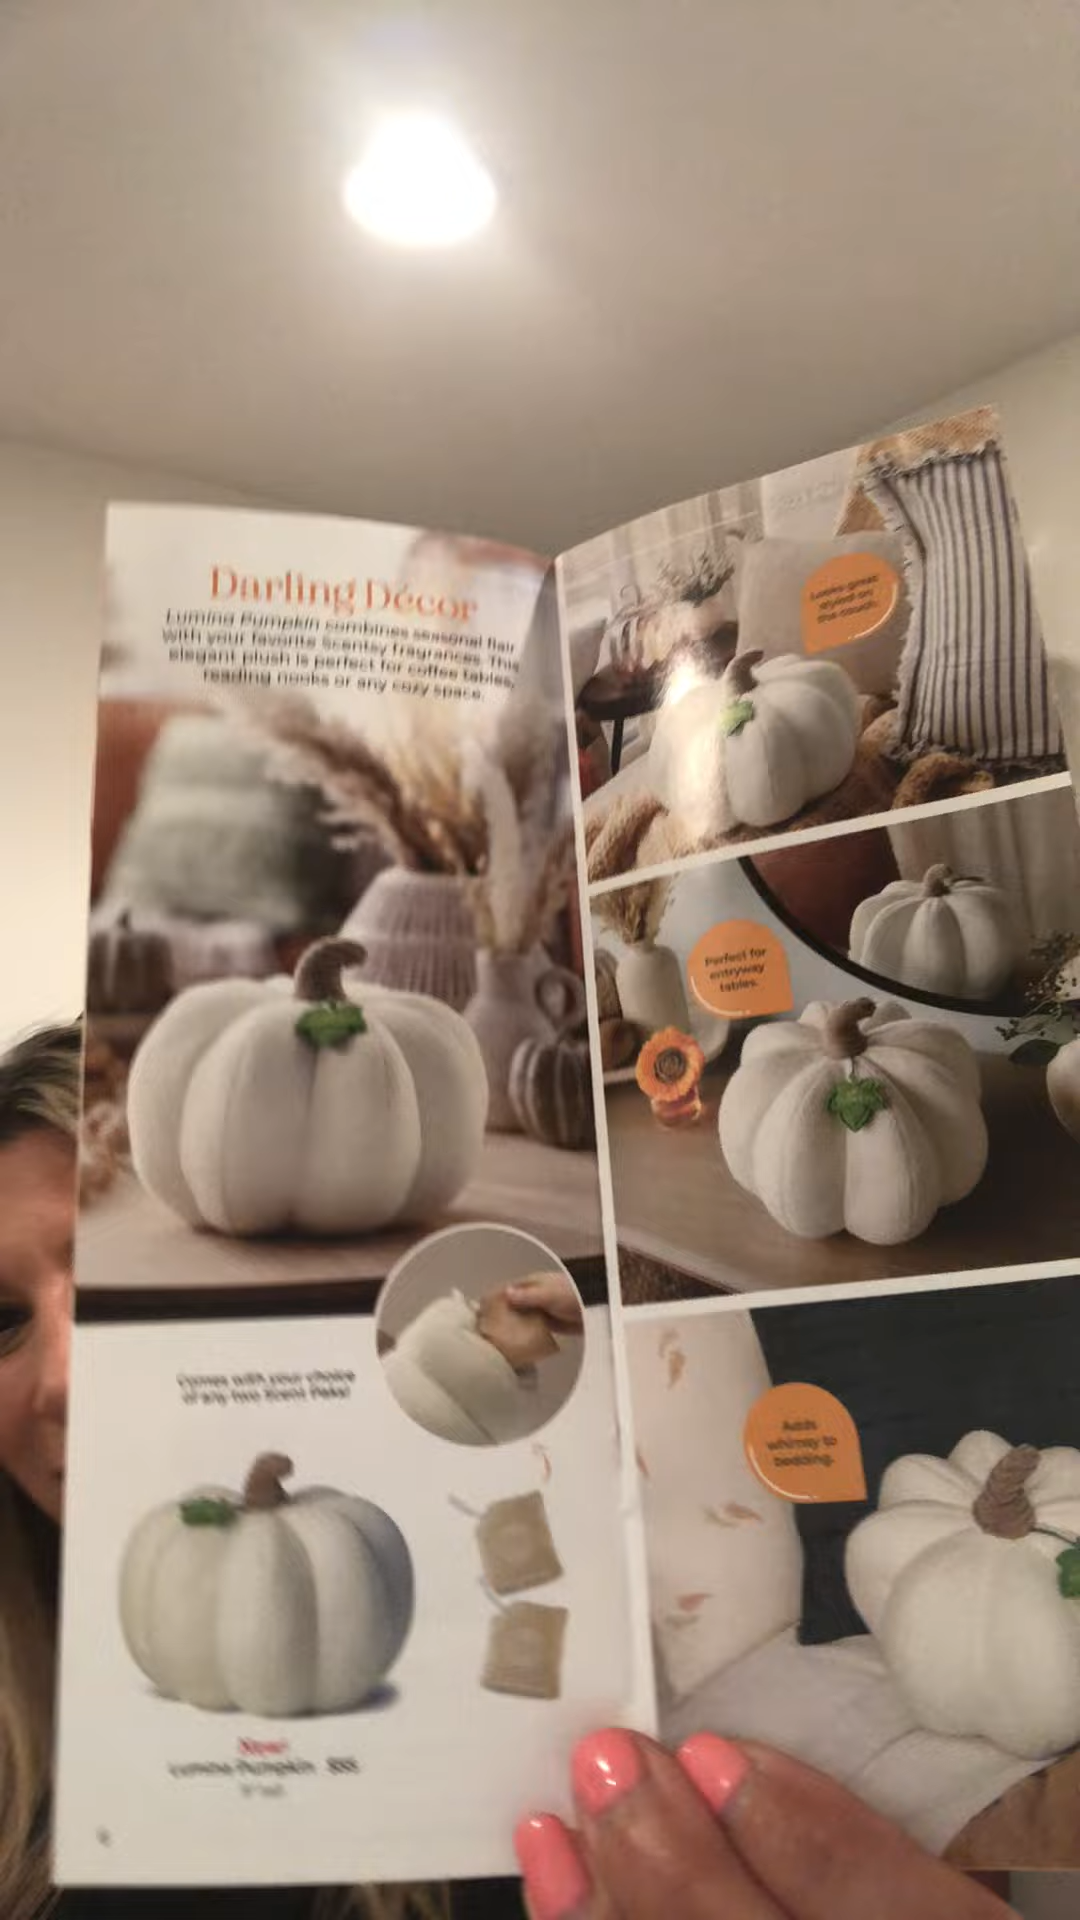 Darling Décor
Lumina Pumpkin combines seasonal flair
with your favorite Scentsy fragrances. This
elegant plush is perfect for coffee tables,
reading nooks or any cozy space.
Looks great
styled on
the couch.
Perfect for
entryway
tables.
Comes with your choice
of any two Scent Paks!
Adds
whimsy to
bedding.
New!
Lumina Pumpkin